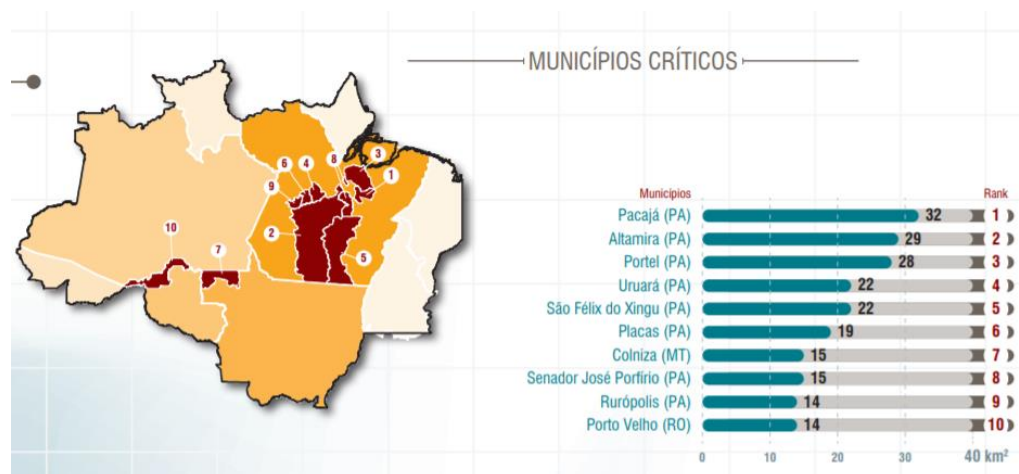 MUNICÍPIOS CRÍTICOS
8
3
6
4
1
9
2
10
7
5
Municípios Rank
Pacajá (PA) 32 1
Altamira (PA) 29 2
Portel (PA) 28 3
Uruará (PA) 22 4
São Félix do Xingu (PA) 22 5
Placas (PA) 19 6
Colniza (MT) 15 7
Senador José Porfírio (PA) 15 8
Rurópolis (PA) 14 9
Porto Velho (RO) 14 10
0 10 20 30 40 km²